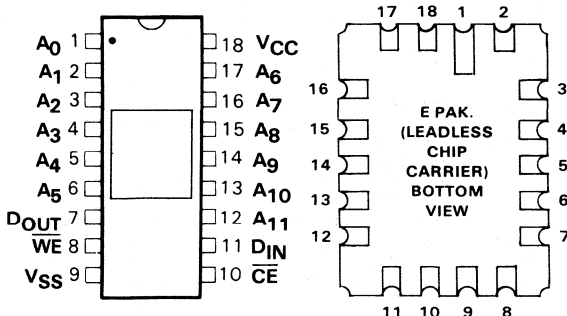 A0 1 18 VCC
A1 2 17 A6
A2 3 16 A7
A3 4 15 A8
A4 5 14 A9
A5 6 13 A10
DOUT 7 12 A11
WE 8 11 DIN
VSS 9 10 CE
17 18 1 2
16 3
15 4
14 5
13 6
12 7
E PAK.
(LEADLESS
CHIP
CARRIER)
BOTTOM
VIEW
11 10 9 8